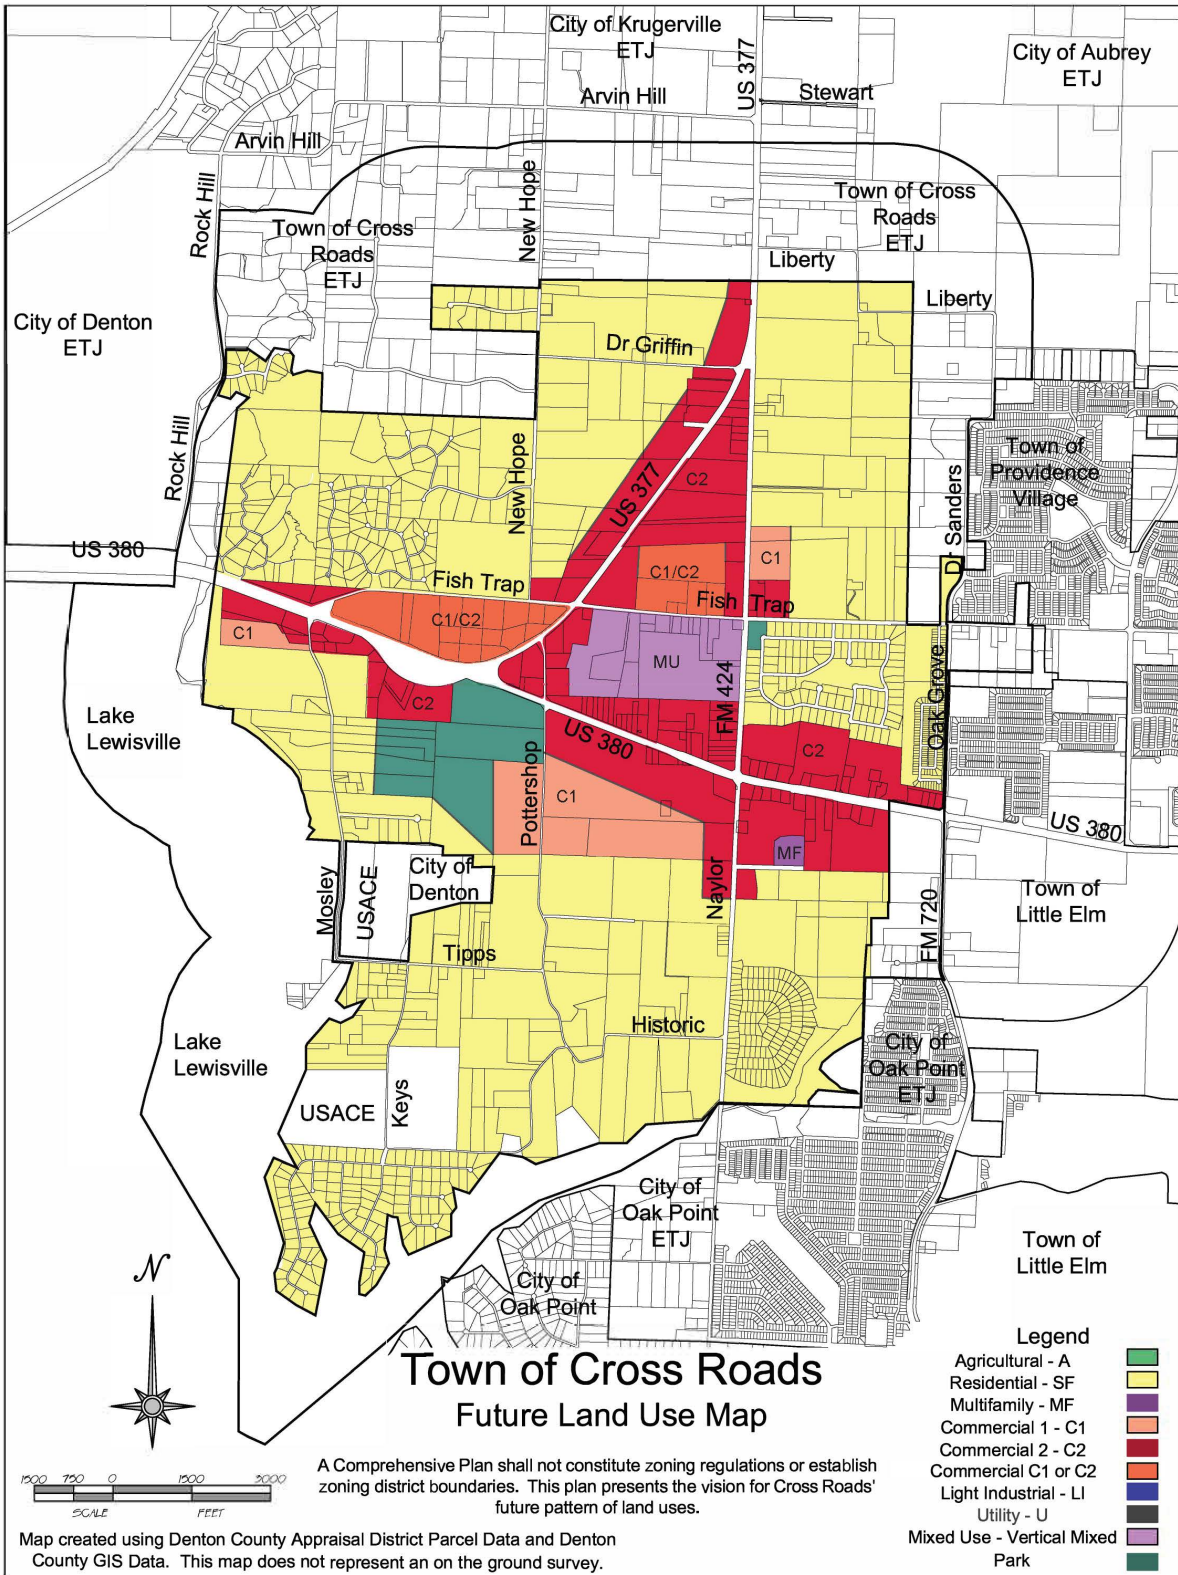 City of Krugerville
ETJ
US 377
City of Aubrey
ETJ
Arvin Hill
Stewart
Arvin Hill
Rock Hill
New Hope
Town of Cross
Roads
ETJ
Town of Cross
Roads
ETJ
Liberty
Liberty
City of Denton
ETJ
Dr Griffin
Rock Hill
New Hope
US 377
C2
Town of
Providence
Village
Dr Sanders
US 380
Fish Trap
C1/C2
C1
Fish Trap
C1/C2
C1
MU
FM 424
Oak Grove
Lake
Lewisville
C2
US 380
C2
Pottershop
C1
US 380
MF
Mosley
USACE
City of
Denton
Naylor
FM 720
Town of
Little Elm
Tipps
Historic
Lake
Lewisville
City of
Oak Point
ETJ
USACE
Keys
City of
Oak Point
ETJ
Town of
Little Elm
City of
Oak Point
N
Town of Cross Roads
Future Land Use Map
Legend
Agricultural - A
Residential - SF
Multifamily - MF
Commercial 1 - C1
Commercial 2 - C2
Commercial C1 or C2
Light Industrial - LI
Utility - U
Mixed Use - Vertical Mixed
Park
A Comprehensive Plan shall not constitute zoning regulations or establish
zoning district boundaries. This plan presents the vision for Cross Roads'
future pattern of land uses.
1500 750 0 1500 3000
SCALE FEET
Map created using Denton County Appraisal District Parcel Data and Denton
County GIS Data. This map does not represent an on the ground survey.